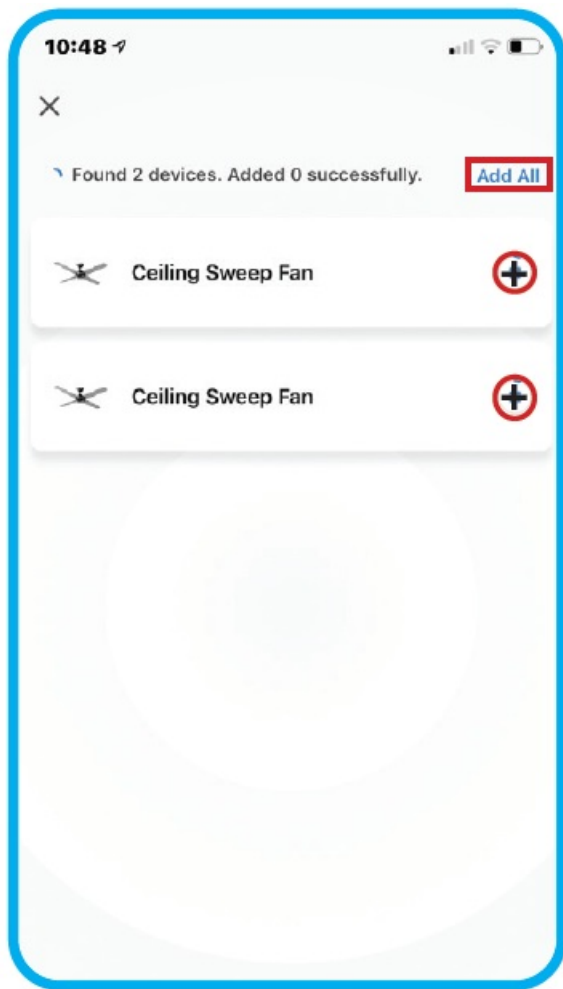 10:48
Found 2 devices. Added 0 successfully.
Add All
Ceiling Sweep Fan
Ceiling Sweep Fan